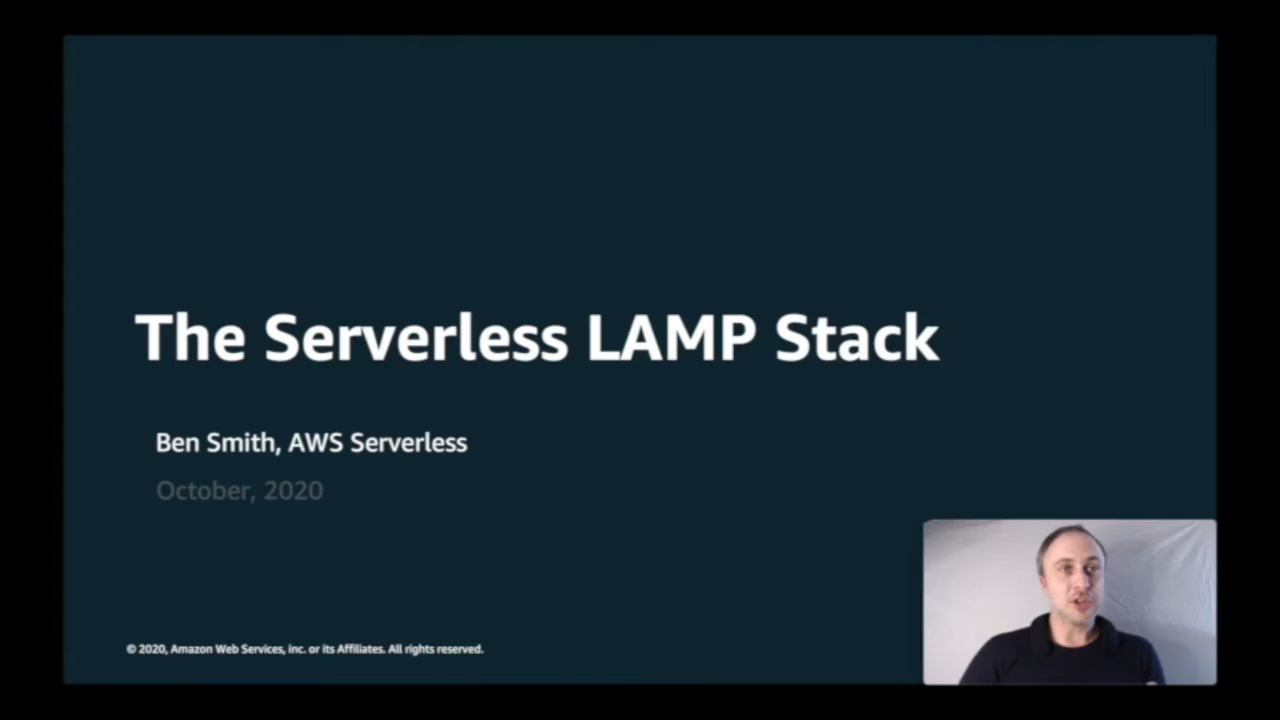 The Serverless LAMP Stack
Ben Smith, AWS Serverless
October, 2020
© 2020, Amazon Web Services, inc. or its Affiliates. All rights reserved.